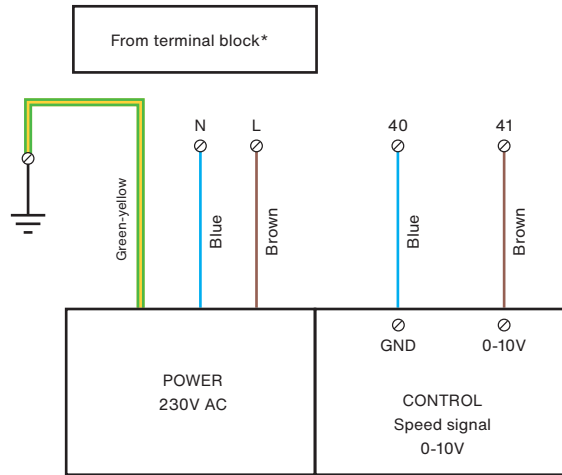 From terminal block*
N
L
40
41
Green-yellow
Blue
Brown
Blue
Brown
GND
0-10V
POWER
230V AC
CONTROL
Speed signal
0-10V